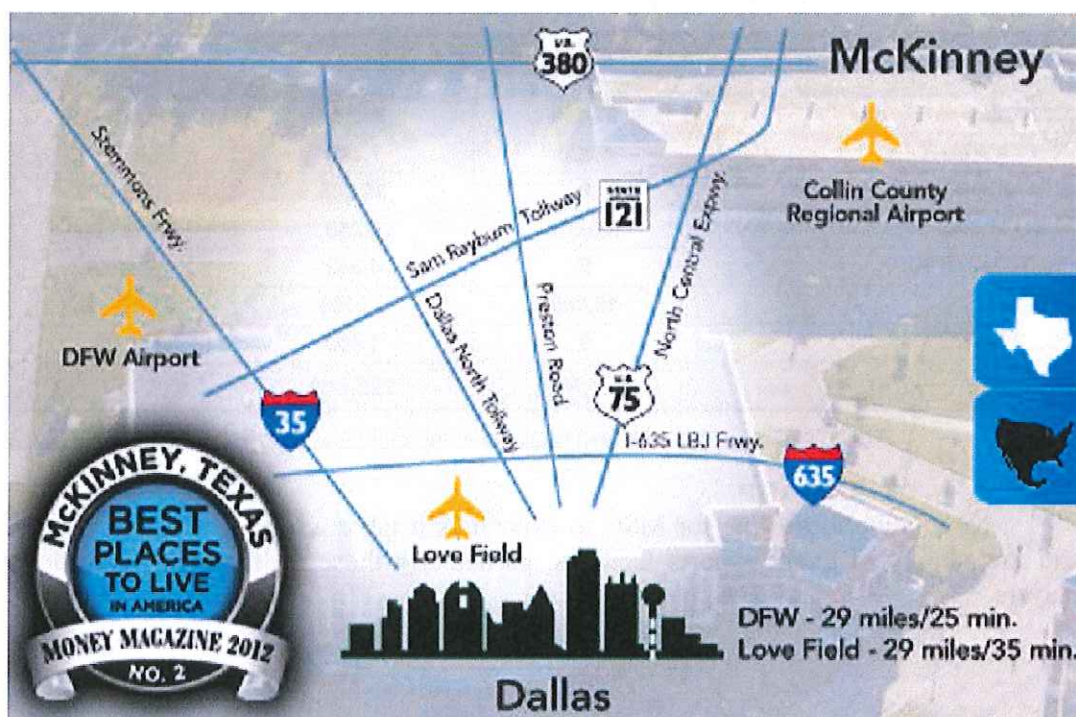 U.S.
380
McKinney
Stemmons Frwy.
Collin County
Regional Airport
Sam Rayburn Tollway
121
North Central Expwy.
DFW Airport
Dallas North Tollway
Preston Road
U.S.
75
35
I-635 LBJ Frwy.
635
McKINNEY, TEXAS
BEST
PLACES
TO LIVE
IN AMERICA
MONEY MAGAZINE 2012
NO. 2
Love Field
DFW - 29 miles/25 min.
Love Field - 29 miles/35 min.
Dallas